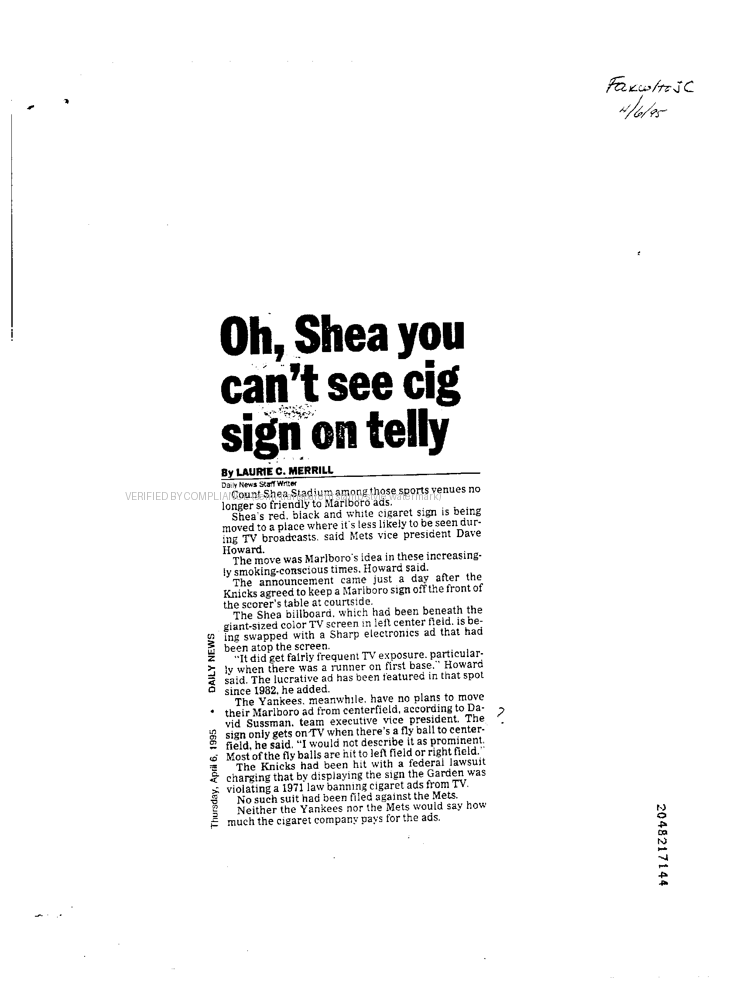 4/6/95
Oh, Shea you
can't see cig
sign on telly
By LAURIE C. MERRILL
Daily News Staff Writer
Count Shea Stadium among those sports venues no
longer so friendly to Marlboro ads.
Shea's red, black and white cigaret sign is being
moved to a place where it's less likely to be seen dur-
ing TV broadcasts, said Mets vice president Dave
Howard.
The move was Marlboro's idea in these increasing-
ly smoking-conscious times, Howard said.
The announcement came just a day after the
Knicks agreed to keep a Marlboro sign off the front of
the scorer's table at courtside.
The Shea billboard, which had been beneath the
giant-sized color TV screen in left center field, is be-
ing swapped with a Sharp electronics ad that had
been atop the screen.
"It did get fairly frequent TV exposure, particular-
ly when there was a runner on first base," Howard
said. The lucrative ad has been featured in that spot
since 1982, he added.
The Yankees, meanwhile, have no plans to move
their Marlboro ad from centerfield, according to Da-
vid Sussman, team executive vice president. The
sign only gets on TV when there's a fly ball to center-
field, he said. "I would not describe it as prominent.
Most of the fly balls are hit to left field or right field."
The Knicks had been hit with a federal lawsuit
charging that by displaying the sign the Garden was
violating a 1971 law banning cigaret ads from TV.
No such suit had been filed against the Mets.
Neither the Yankees nor the Mets would say how
much the cigaret company pays for the ads.
Thursday, April 6, 1995 * DAILY NEWS
?
2048217144
VERIFIED BY COMPLIA